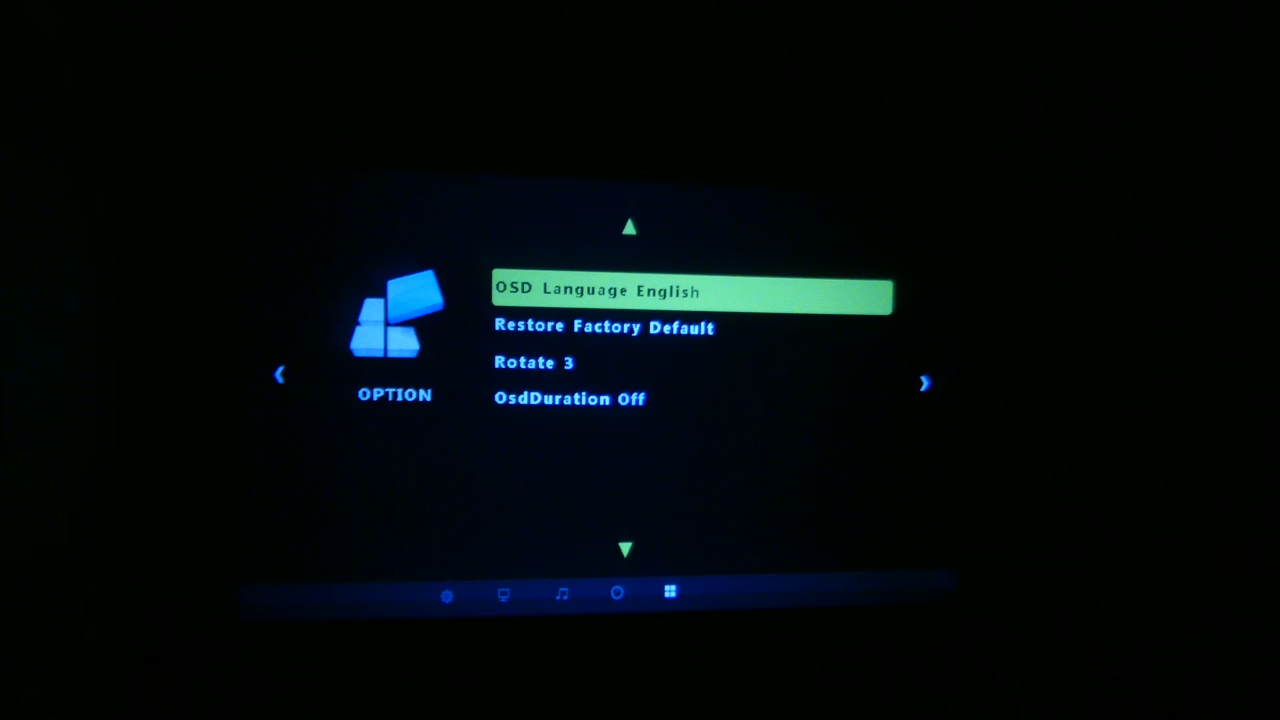 OSD Language English
Restore Factory Default
Rotate 3
OsdDuration Off
OPTION